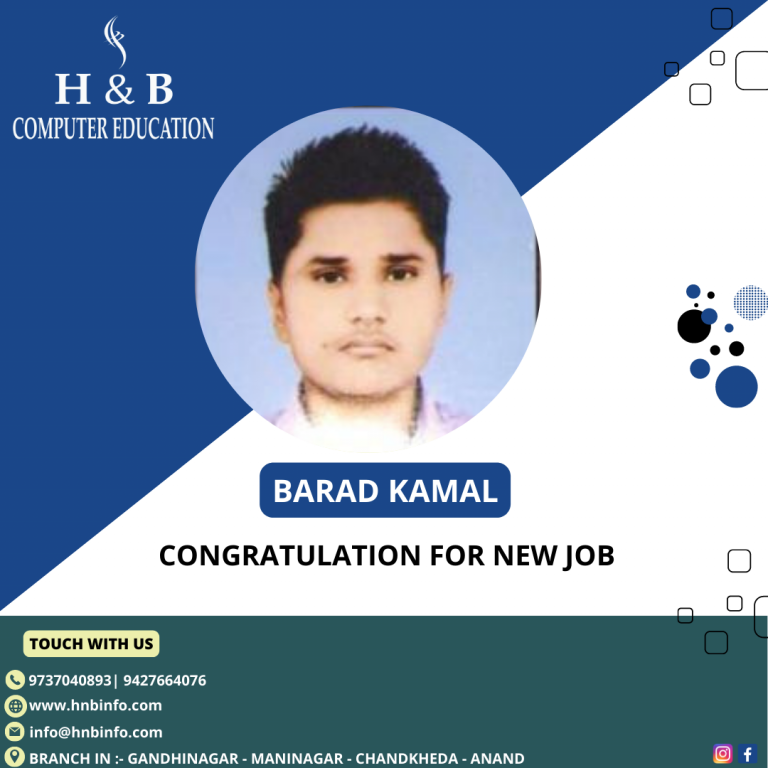 H & B
COMPUTER EDUCATION
BARAD KAMAL
CONGRATULATION FOR NEW JOB
TOUCH WITH US
9737040893| 9427664076
www.hnbinfo.com
info@hnbinfo.com
BRANCH IN :- GANDHINAGAR - MANINAGAR - CHANDKHEDA - ANAND